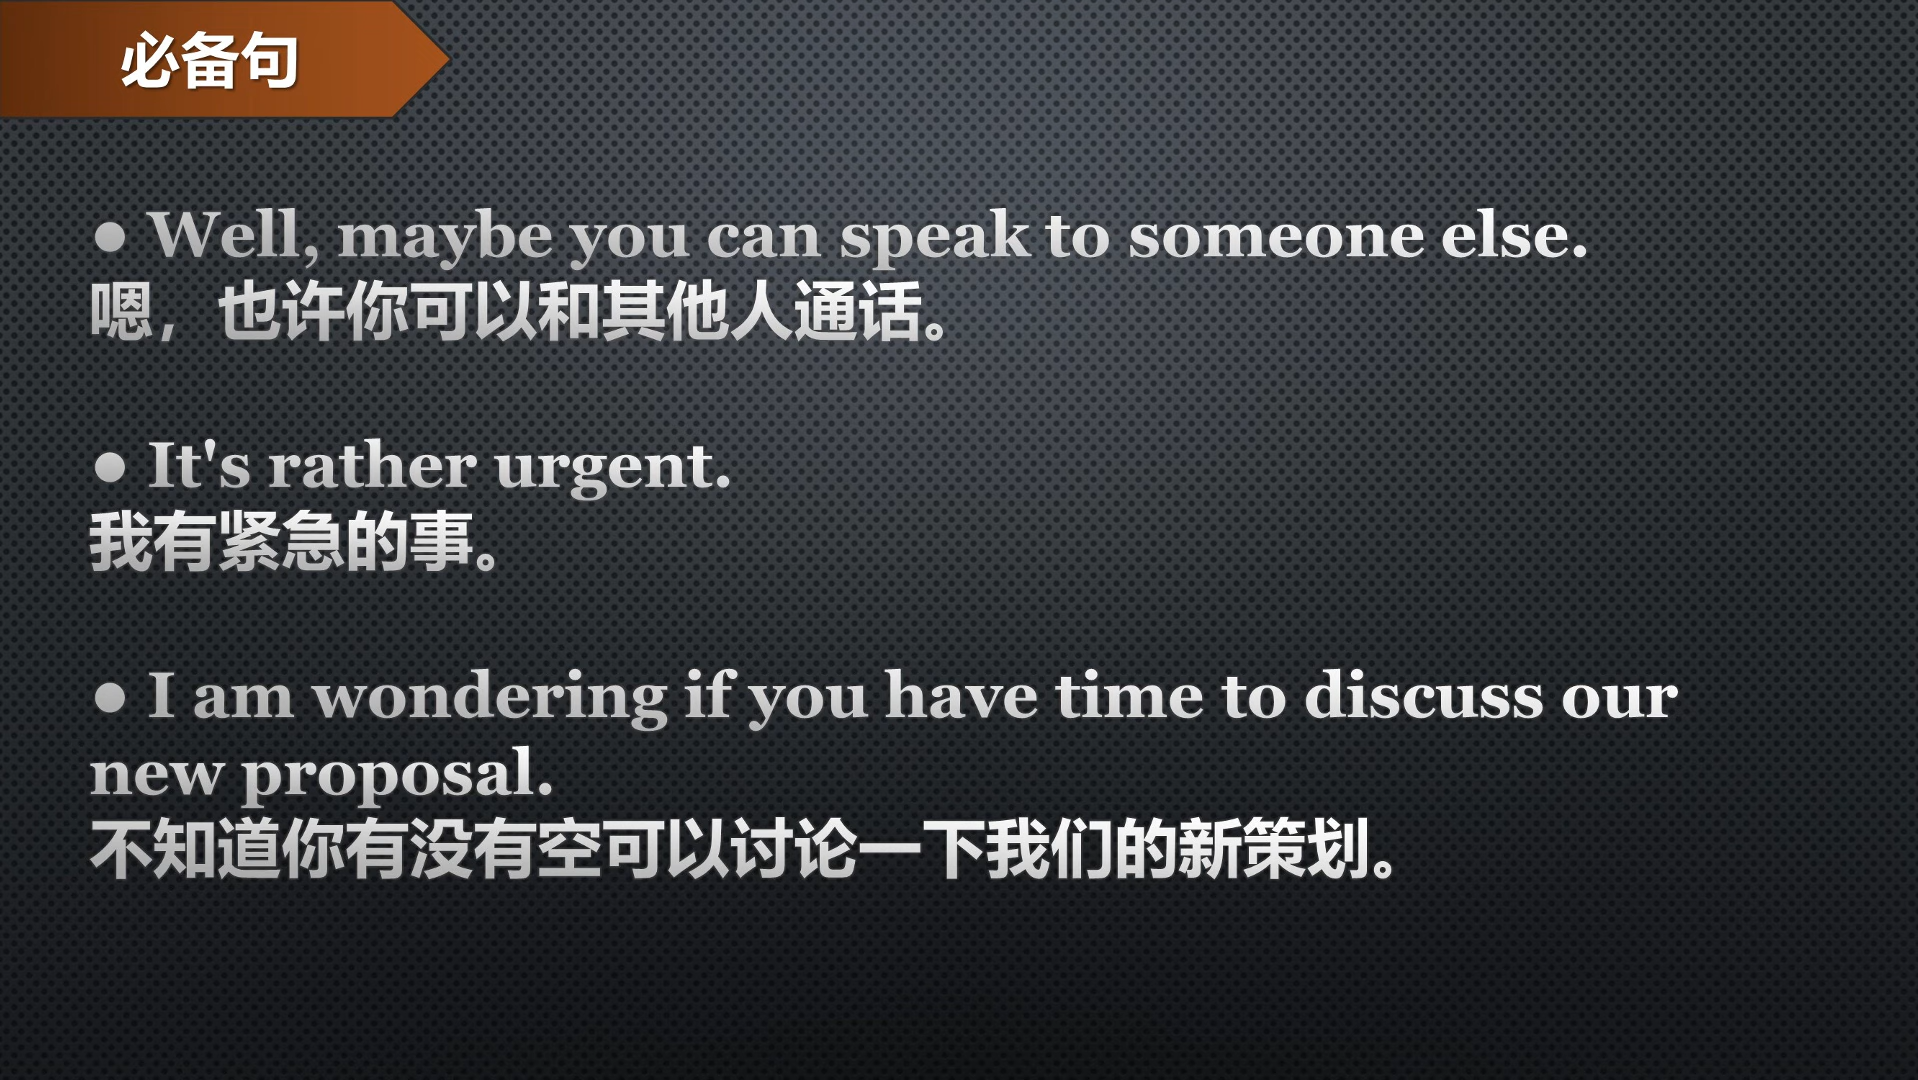 必备句
● Well, maybe you can speak to someone else.
嗯，也许你可以和其他人通话。
● It's rather urgent.
我有紧急的事。
● I am wondering if you have time to discuss our
new proposal.
不知道你有没有空可以讨论一下我们的新策划。